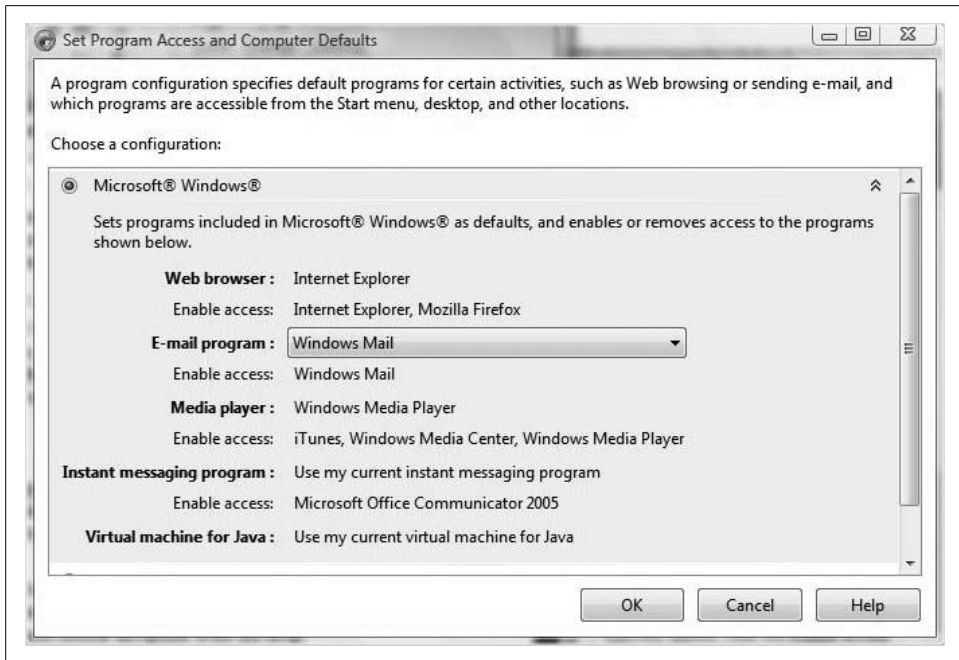 Set Program Access and Computer Defaults
A program configuration specifies default programs for certain activities, such as Web browsing or sending e-mail, and
which programs are accessible from the Start menu, desktop, and other locations.
Choose a configuration:
Microsoft® Windows®
Sets programs included in Microsoft® Windows® as defaults, and enables or removes access to the programs
shown below.
Web browser : Internet Explorer
Enable access: Internet Explorer, Mozilla Firefox
E-mail program : Windows Mail
Enable access: Windows Mail
Media player : Windows Media Player
Enable access: iTunes, Windows Media Center, Windows Media Player
Instant messaging program : Use my current instant messaging program
Enable access: Microsoft Office Communicator 2005
Virtual machine for Java : Use my current virtual machine for Java
OK Cancel Help